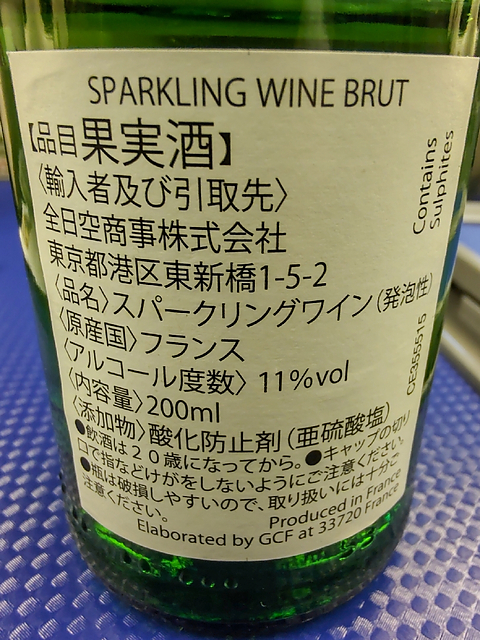 SPARKLING WINE BRUT
【品目果実酒】
〈輸入者及び引取先〉
全日空商事株式会社
東京都港区東新橋1-5-2
〈品名〉スパークリングワイン(発泡性)
〈原産国〉フランス
〈アルコール度数〉 11%vol
〈内容量〉200ml
〈添加物〉酸化防止剤(亜硫酸塩)
●飲酒は20歳になってから。●キャップの切り
口で指などけがをしないようにご注意ください。
●瓶は破損しやすいので、取り扱いには十分ご
注意ください。
Produced in France
Elaborated by GCF at 33720 France
Contains
Sulphites
OE355515